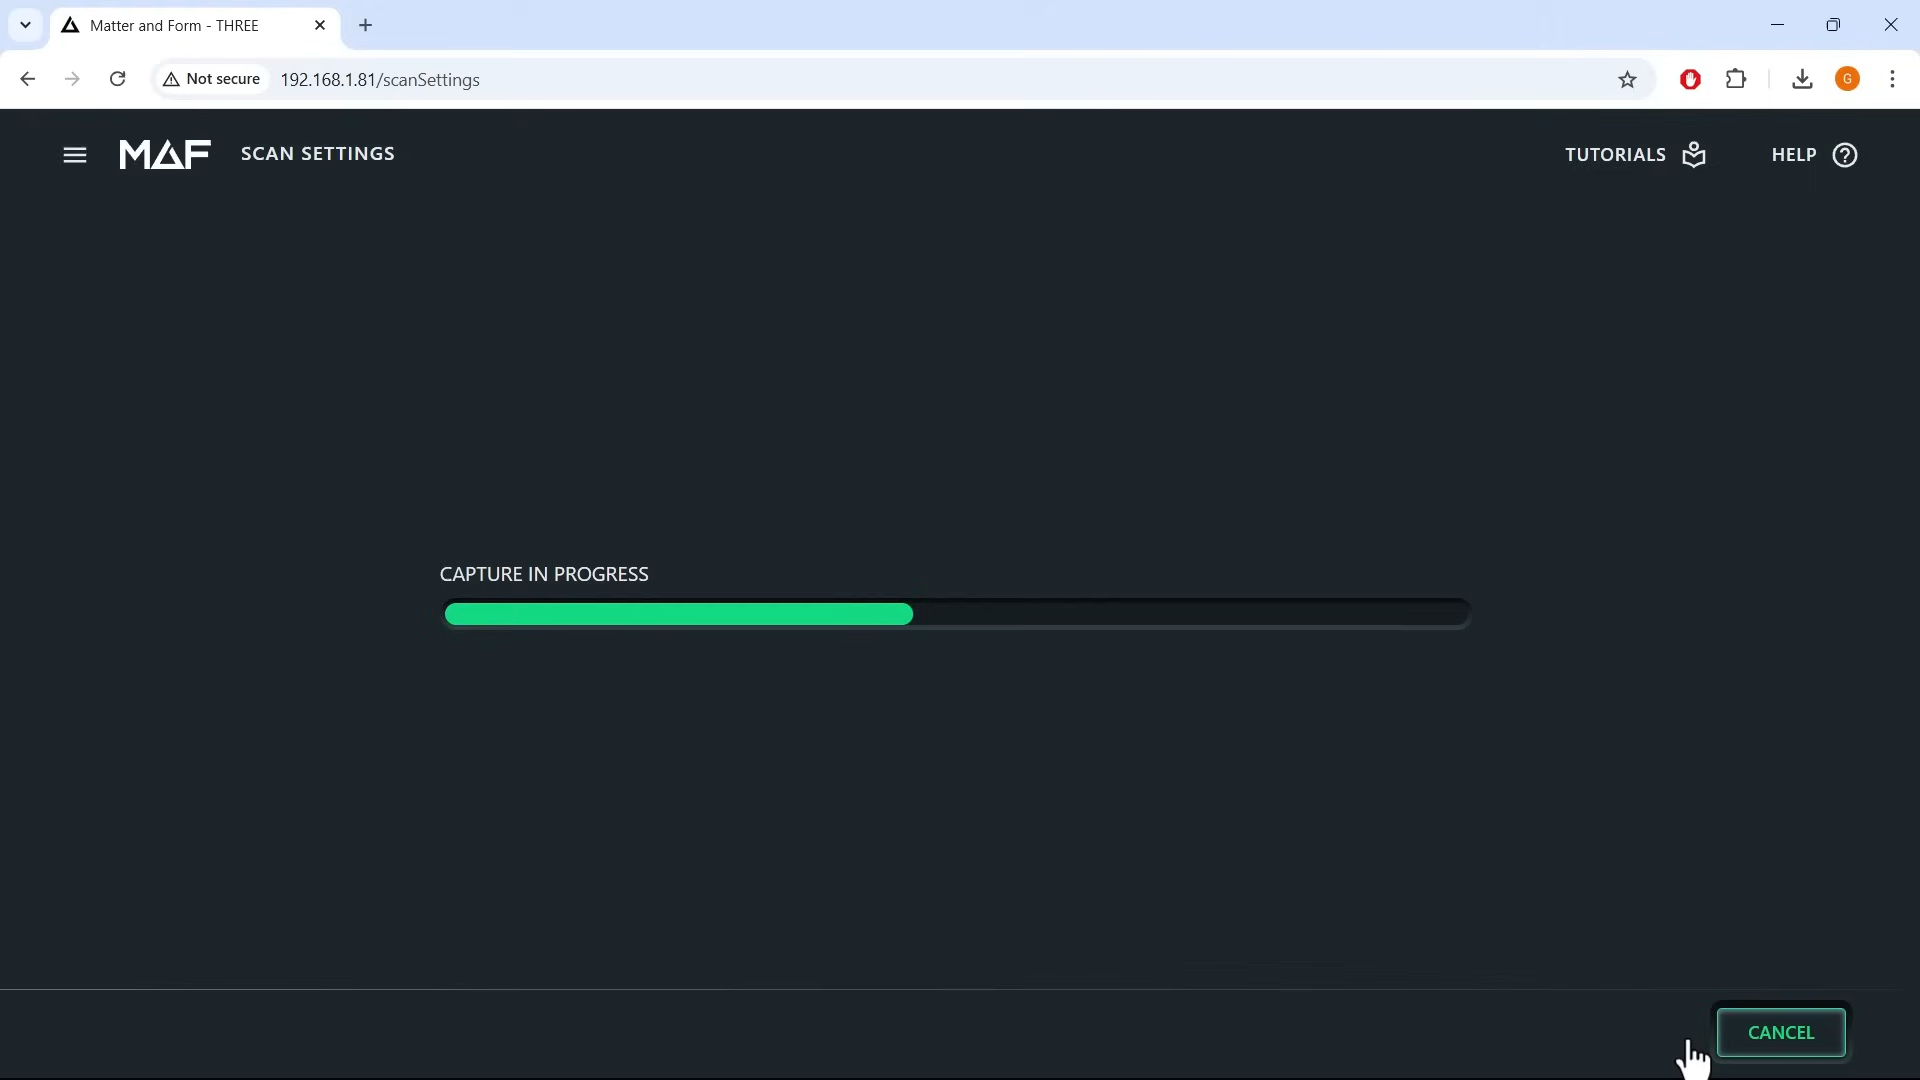 Matter and Form - THREE
Not secure 192.168.1.81/scanSettings
G
MAF SCAN SETTINGS TUTORIALS HELP ?
CAPTURE IN PROGRESS
CANCEL